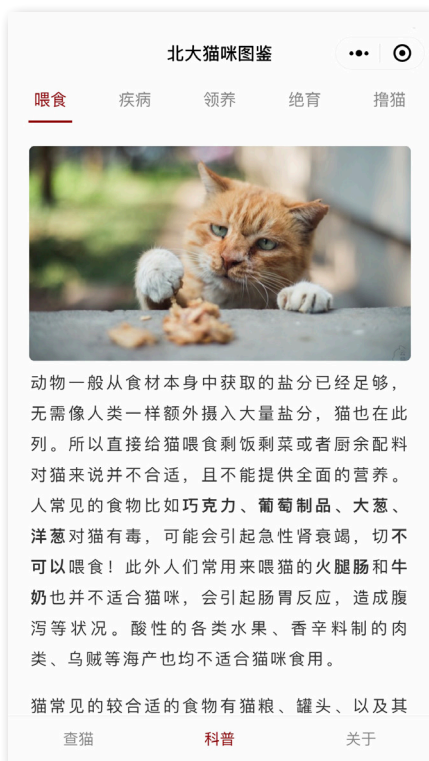 北大猫咪图鉴
喂食 疾病 领养 绝育 撸猫
动物一般从食材本身中获取的盐分已经足够，
无需像人类一样额外摄入大量盐分，猫也在此
列。所以直接给猫喂食剩饭剩菜或者厨余配料
对猫来说并不合适，且不能提供全面的营养。
人常见的食物比如巧克力、葡萄制品、大葱、
洋葱对猫有毒，可能会引起急性肾衰竭，切不
可以喂食！此外人们常用来喂猫的火腿肠和牛
奶也并不适合猫咪，会引起肠胃反应，造成腹
泻等状况。酸性的各类水果、香辛料制的肉
类、乌贼等海产也均不适合猫咪食用。
猫常见的较合适的食物有猫粮、罐头、以及其
查猫 科普 关于